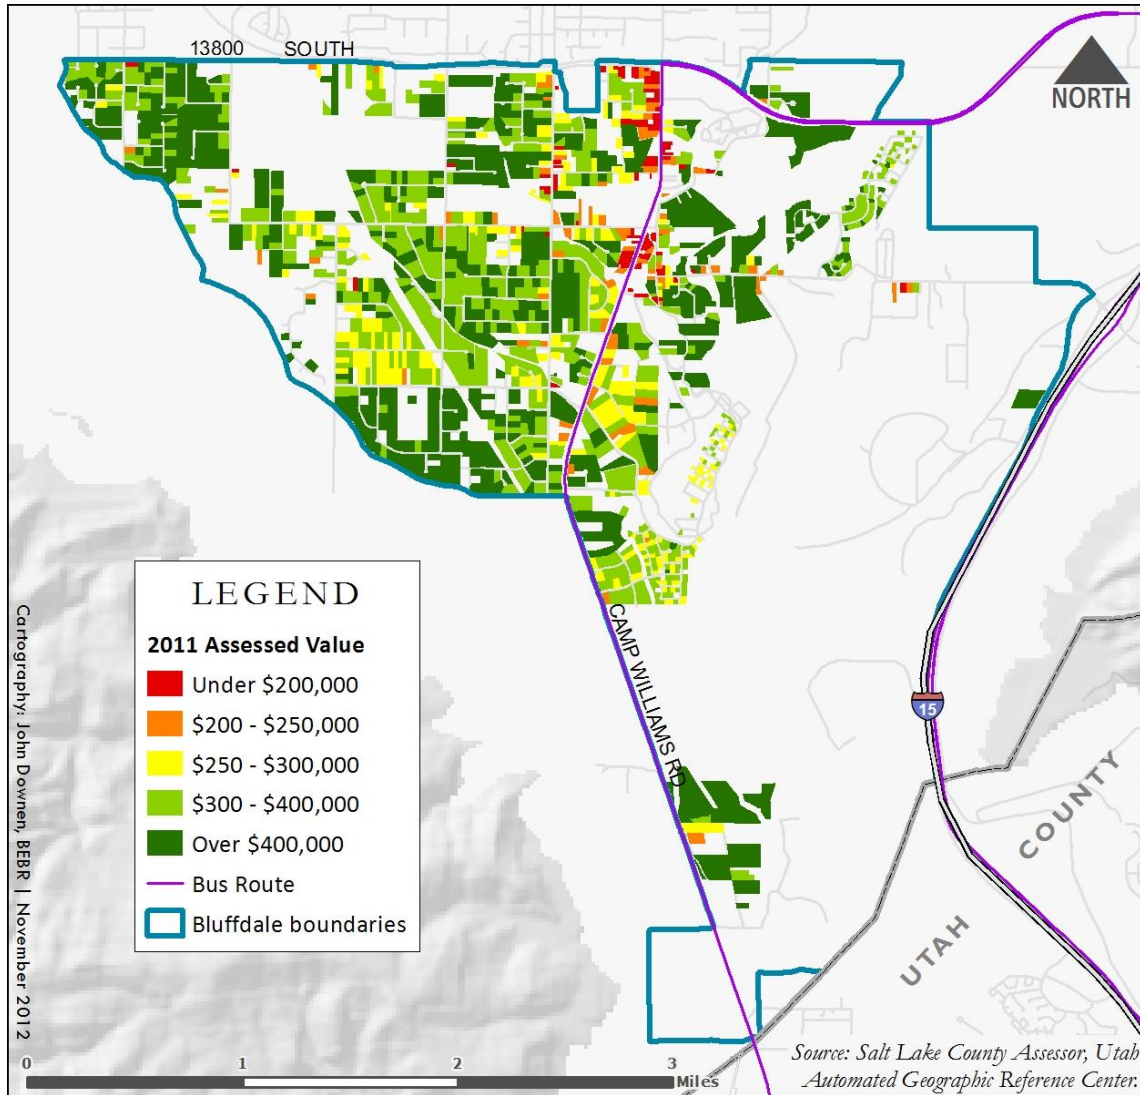 13800 SOUTH
NORTH
LEGEND
2011 Assessed Value
Under $200,000
$200 - $250,000
$250 - $300,000
$300 - $400,000
Over $400,000
Bus Route
Bluffdale boundaries
CAMP WILLIAMS RD
15
UTAH COUNTY
Cartography: John Downen, BEBR | November 2012
0 1 2 3 Miles
Source: Salt Lake County Assessor, Utah
Automated Geographic Reference Center.